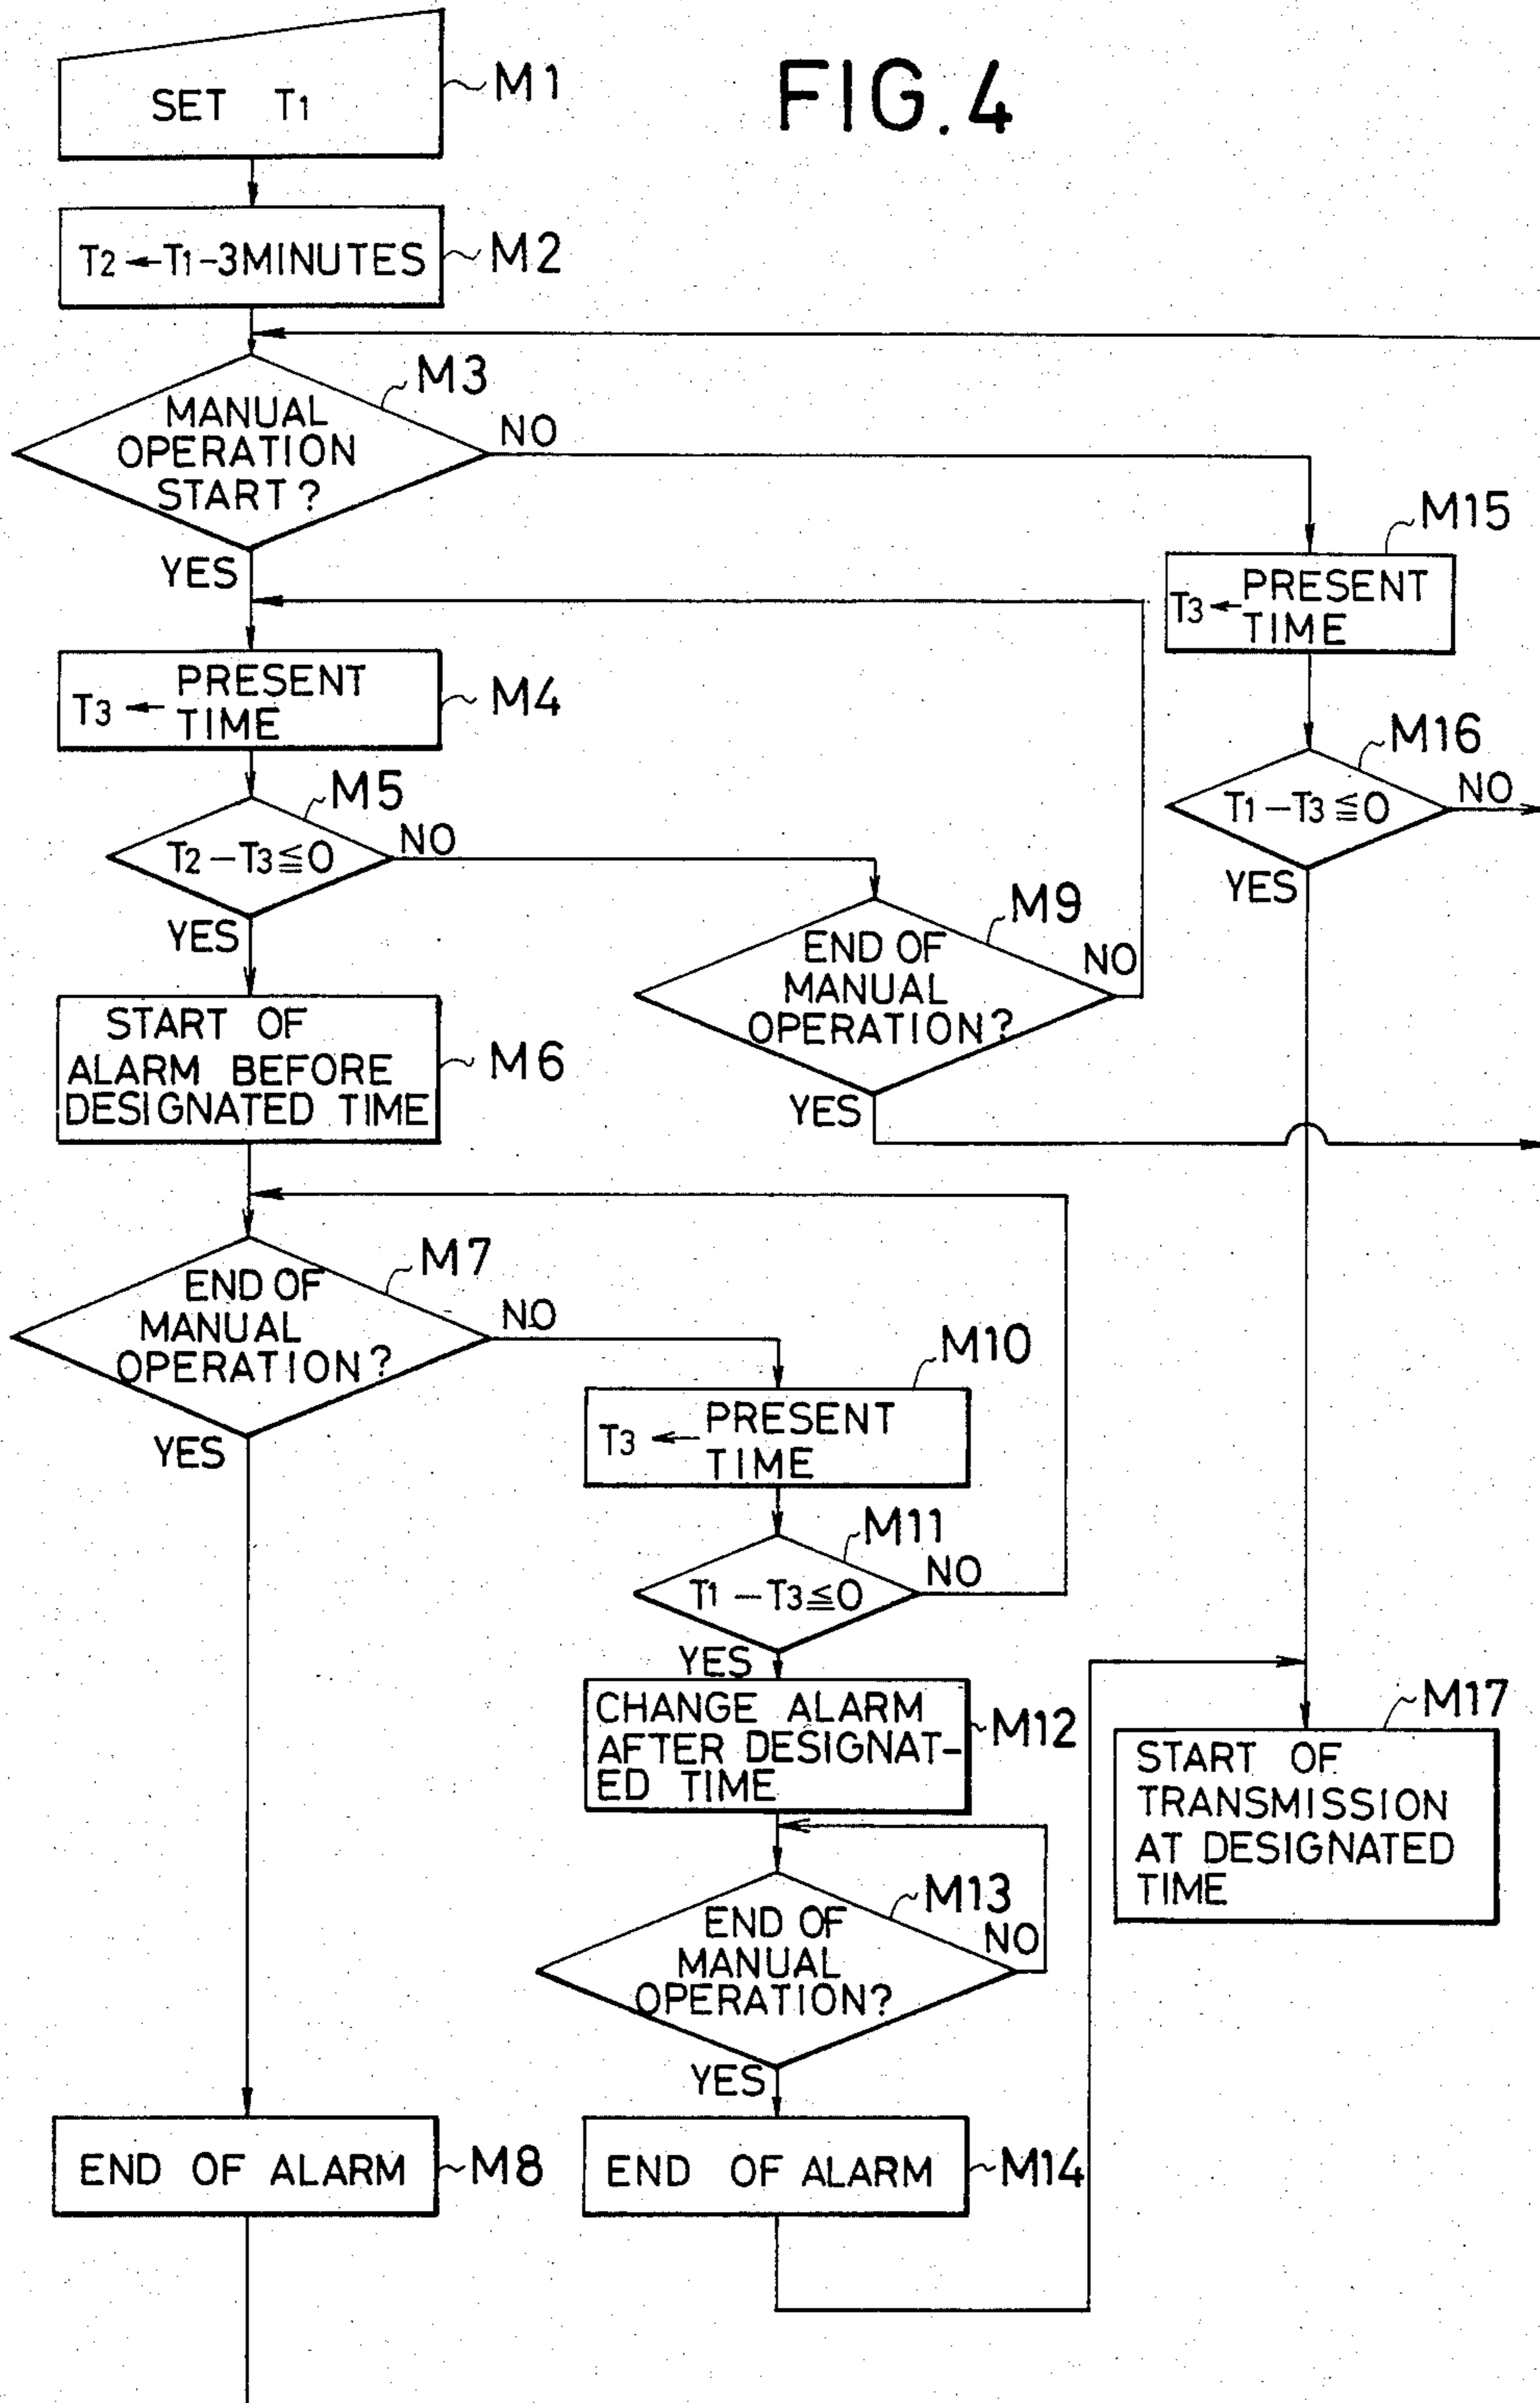 FIG. 4
SET T1
M1
T2 ← T1 - 3 MINUTES
M2
MANUAL
OPERATION
START?
M3
NO
YES
T3 ← PRESENT
TIME
M15
T3 ← PRESENT
TIME
M4
T1 - T3 ≦ 0
M16
NO
YES
T2 - T3 ≦ 0
M5
NO
YES
END OF
MANUAL
OPERATION?
M9
NO
YES
START OF
ALARM BEFORE
DESIGNATED TIME
M6
END OF
MANUAL
OPERATION?
M7
NO
YES
T3 ← PRESENT
TIME
M10
T1 - T3 ≦ 0
M11
NO
YES
CHANGE ALARM
AFTER DESIGNAT-
ED TIME
M12
START OF
TRANSMISSION
AT DESIGNATED
TIME
M17
END OF
MANUAL
OPERATION?
M13
NO
YES
END OF ALARM
M8
END OF ALARM
M14